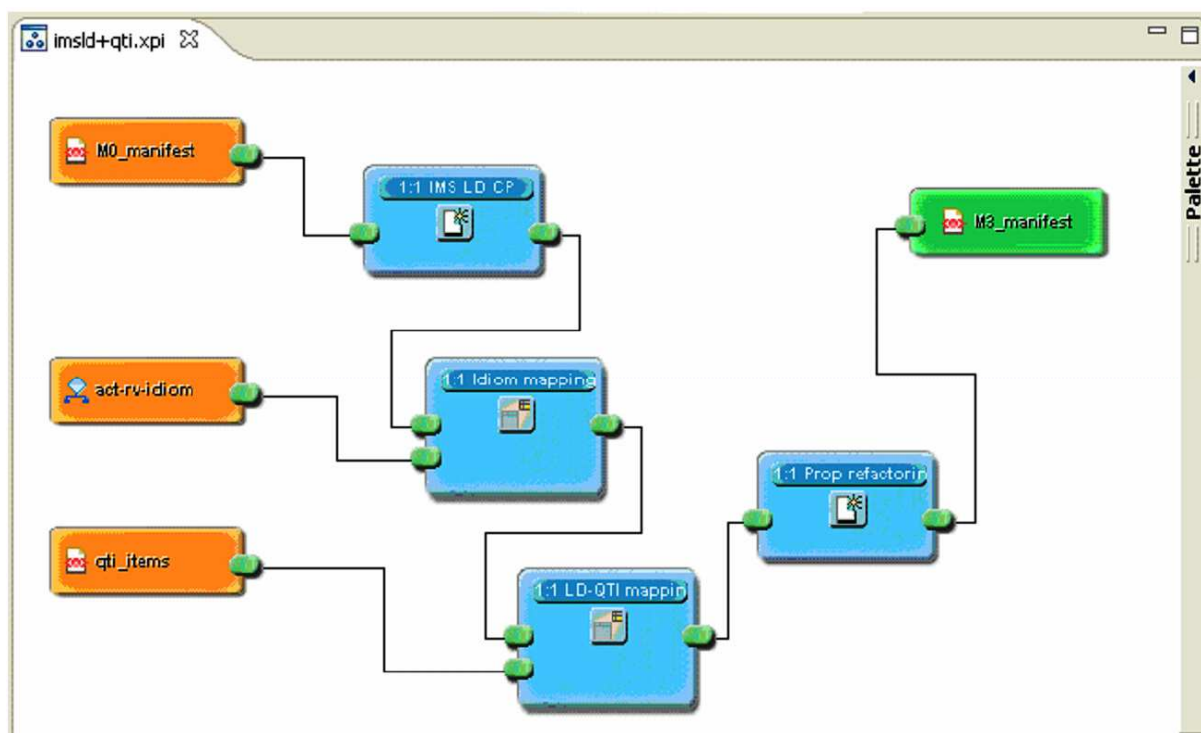 imsld+qti.xpi
M0_manifest
1:1 IMS LD CP
M3_manifest
Palette
act-rv-idiom
1:1 Idiom mapping
1:1 Prop refactorin
qti_items
1:1 LD-QTI mappin